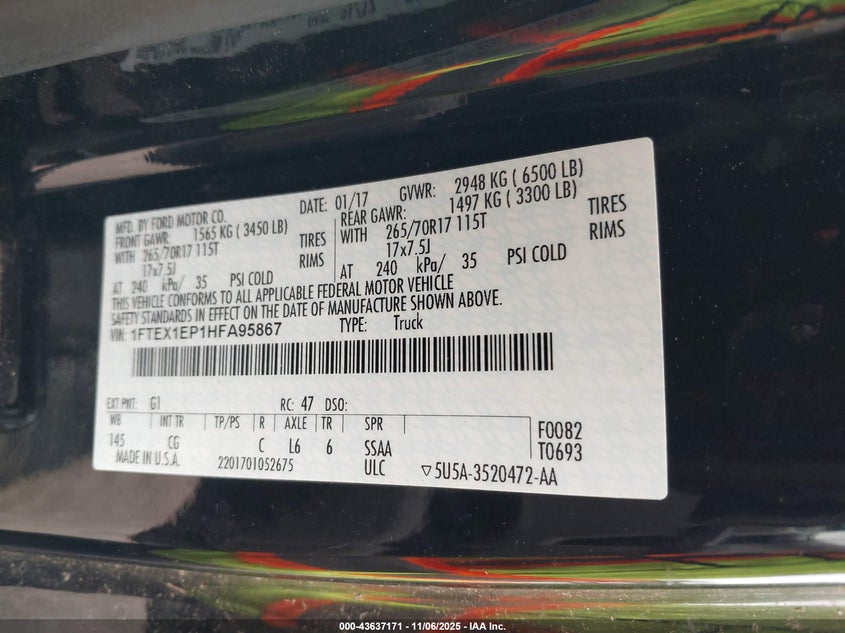 MFD. BY FORD MOTOR CO.
DATE: 01/17 GVWR: 2948 KG ( 6500 LB)
FRONT GAWR: 1565 KG ( 3450 LB)
REAR GAWR: 1497 KG ( 3300 LB)
WITH 265/70R17 115T TIRES
WITH 265/70R17 115T TIRES
17x7.5J RIMS
17x7.5J RIMS
AT 240 kPa/ 35 PSI COLD
AT 240 kPa/ 35 PSI COLD
THIS VEHICLE CONFORMS TO ALL APPLICABLE FEDERAL MOTOR VEHICLE
SAFETY STANDARDS IN EFFECT ON THE DATE OF MANUFACTURE SHOWN ABOVE.
VIN: 1FTEX1EP1HFA95867 TYPE: Truck
EXT PNT: G1 RC: 47 DSO:
WB INT TR TP/PS R AXLE TR SPR
145 CG C L6 6 SSAA
F0082
T0693
MADE IN U.S.A. 2201701052675 ULC ▽5U5A-3520472-AA
000-43637171 - 11/06/2025 - IAA Inc.